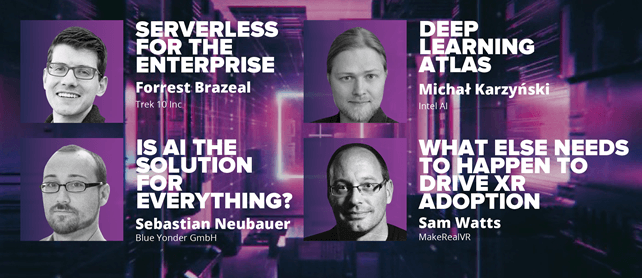 SERVERLESS
FOR THE
ENTERPRISE
Forrest Brazeal
Trek 10 Inc
DEEP
LEARNING
ATLAS
Michał Karzyński
Intel AI
IS AI THE
SOLUTION
FOR
EVERYTHING?
Sebastian Neubauer
Blue Yonder GmbH
WHAT ELSE NEEDS
TO HAPPEN TO
DRIVE XR
ADOPTION
Sam Watts
MakeRealVR